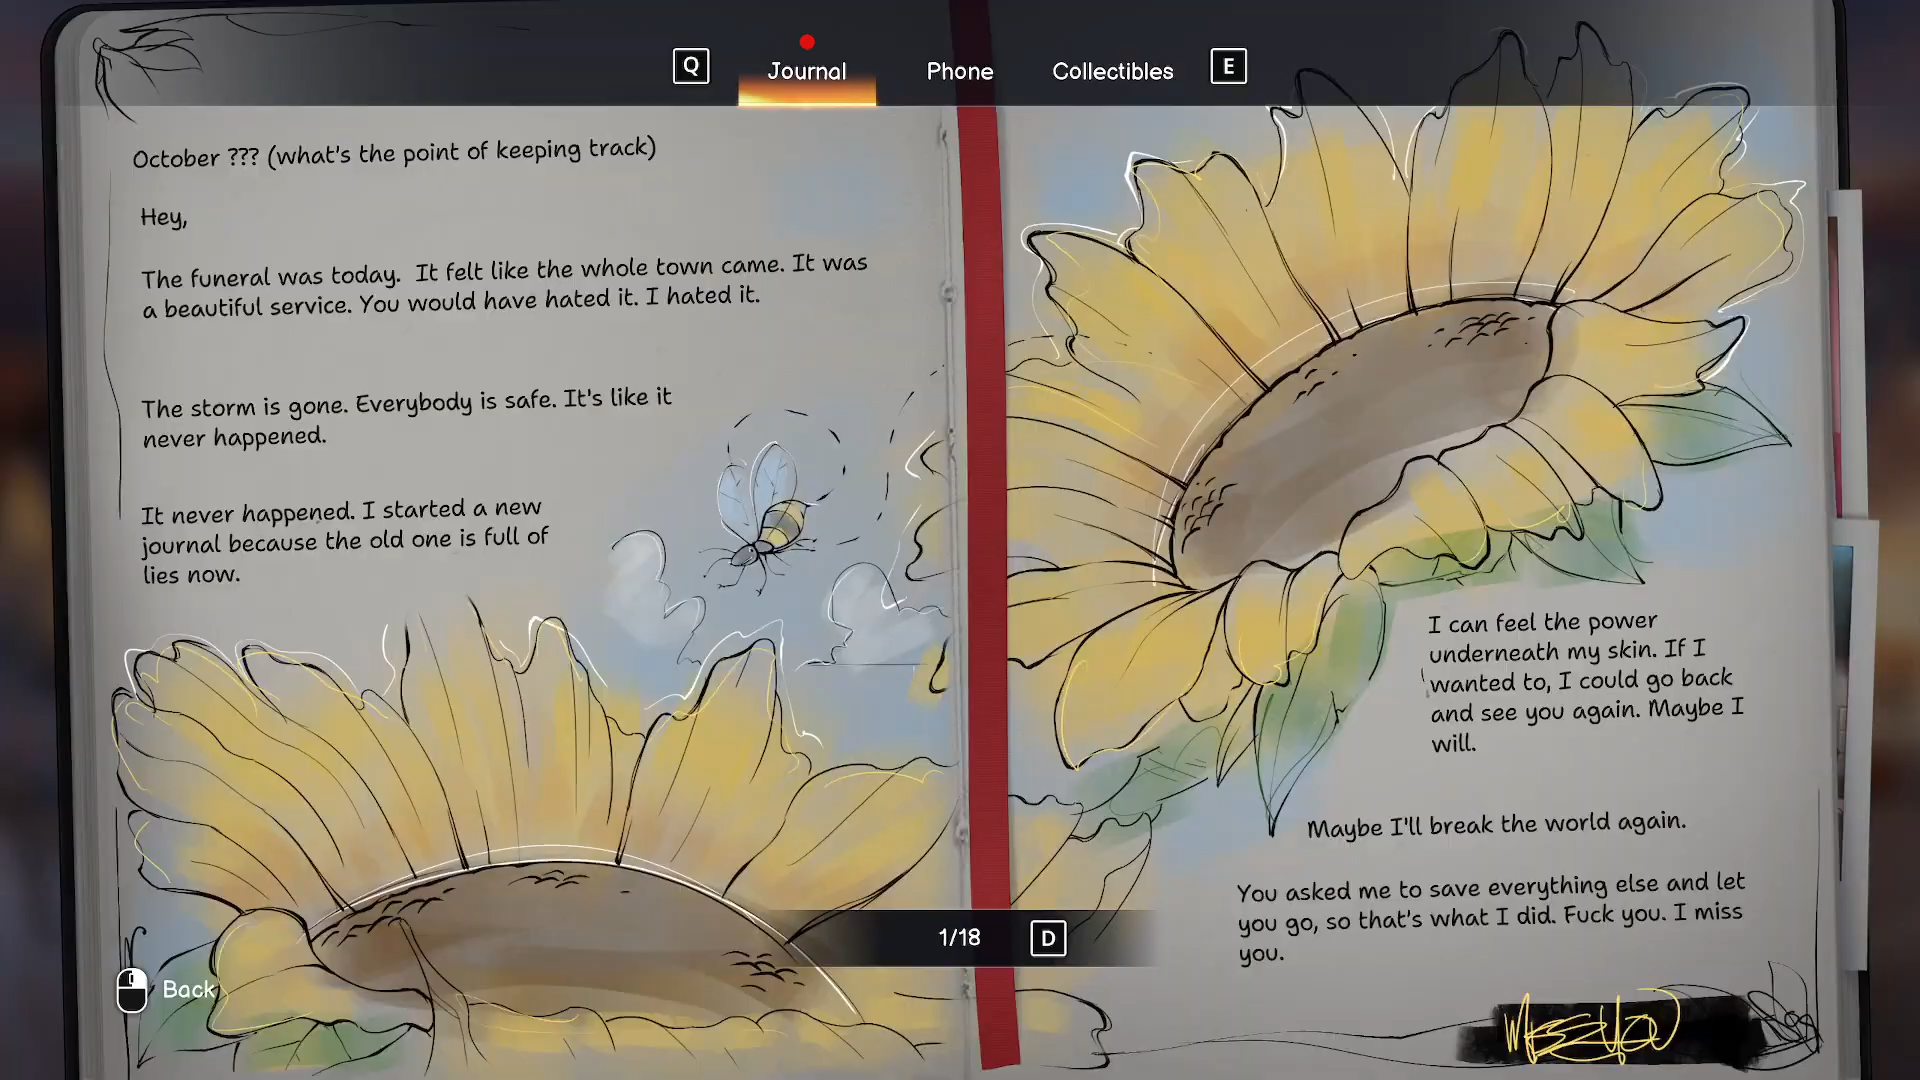 Q
Journal
Phone
Collectibles
E
October ??? (what's the point of keeping track)
Hey,
The funeral was today. It felt like the whole town came. It was
a beautiful service. You would have hated it. I hated it.
The storm is gone. Everybody is safe. It's like it
never happened.
It never happened. I started a new
journal because the old one is full of
lies now.
I can feel the power
underneath my skin. If I
wanted to, I could go back
and see you again. Maybe I
will.
Maybe I'll break the world again.
You asked me to save everything else and let
you go, so that's what I did. Fuck you. I miss
you.
MISS YOU
1/18
D
Back